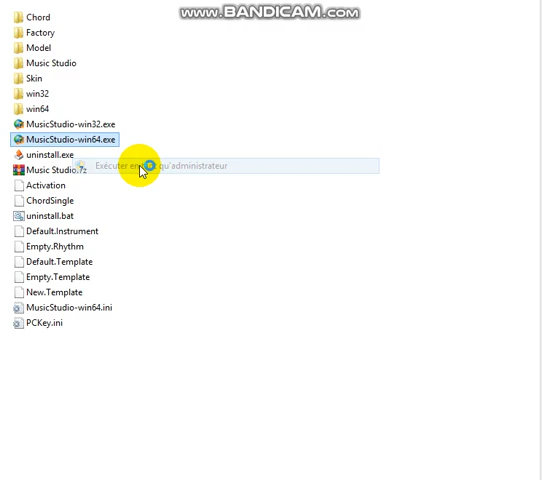 www.BANDICAM.com
Chord
Factory
Model
Music Studio
Skin
win32
win64
MusicStudio-win32.exe
MusicStudio-win64.exe
uninstall.exe
Exécuter en tant qu'administrateur
Music Studio.7z
Activation
ChordSingle
uninstall.bat
Default.Instrument
Empty.Rhythm
Default.Template
Empty.Template
New.Template
MusicStudio-win64.ini
PCKey.ini